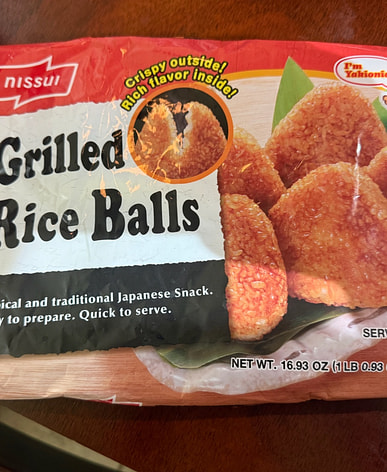 NISSUI
Crispy outside!
Rich flavor inside!
I'm
Yakionigi
Grilled
Rice Balls
ical and traditional Japanese Snack.
y to prepare. Quick to serve.
SERV
NET WT. 16.93 OZ (1 LB 0.93